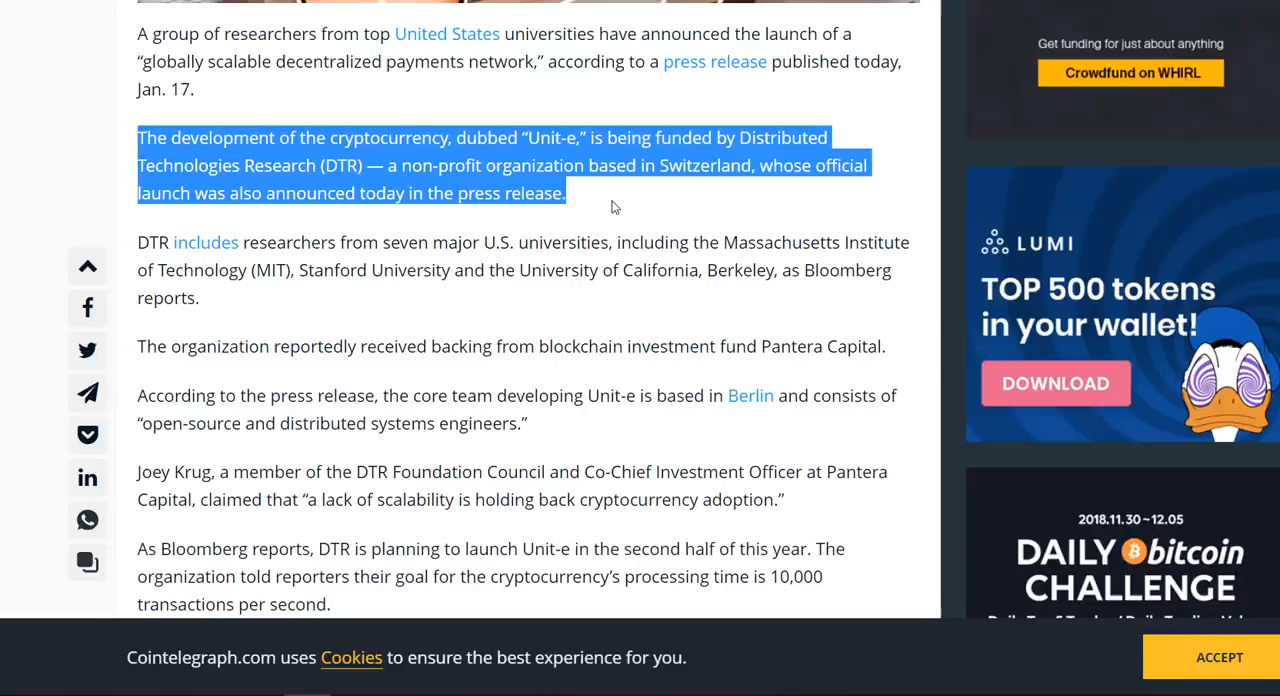 A group of researchers from top United States universities have announced the launch of a
“globally scalable decentralized payments network,” according to a press release published today,
Jan. 17.
The development of the cryptocurrency, dubbed “Unit-e,” is being funded by Distributed
Technologies Research (DTR) — a non-profit organization based in Switzerland, whose official
launch was also announced today in the press release.
DTR includes researchers from seven major U.S. universities, including the Massachusetts Institute
of Technology (MIT), Stanford University and the University of California, Berkeley, as Bloomberg
reports.
The organization reportedly received backing from blockchain investment fund Pantera Capital.
According to the press release, the core team developing Unit-e is based in Berlin and consists of
“open-source and distributed systems engineers.”
Joey Krug, a member of the DTR Foundation Council and Co-Chief Investment Officer at Pantera
Capital, claimed that “a lack of scalability is holding back cryptocurrency adoption.”
As Bloomberg reports, DTR is planning to launch Unit-e in the second half of this year. The
organization told reporters their goal for the cryptocurrency’s processing time is 10,000
transactions per second.
Get funding for just about anything
Crowdfund on WHIRL
LUMI
TOP 500 tokens
in your wallet!
DOWNLOAD
2018.11.30~12.05
DAILY bitcoin
CHALLENGE
Cointelegraph.com uses Cookies to ensure the best experience for you.
ACCEPT